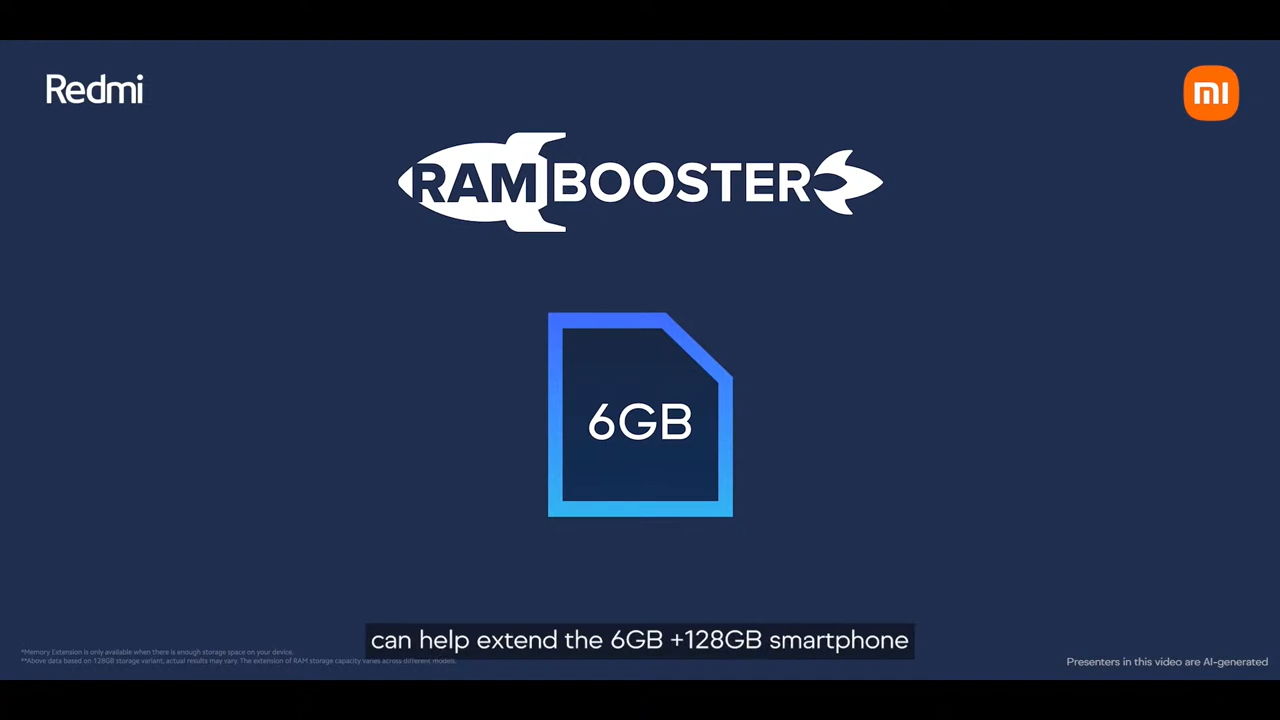 Redmi
mi
RAM BOOSTER
6GB
can help extend the 6GB +128GB smartphone
*Memory Extension is only available when there is enough storage space on your device.
**Above data based on 128GB storage variant, actual results may vary. The extension of RAM storage capacity varies across different models.
Presenters in this video are AI-generated